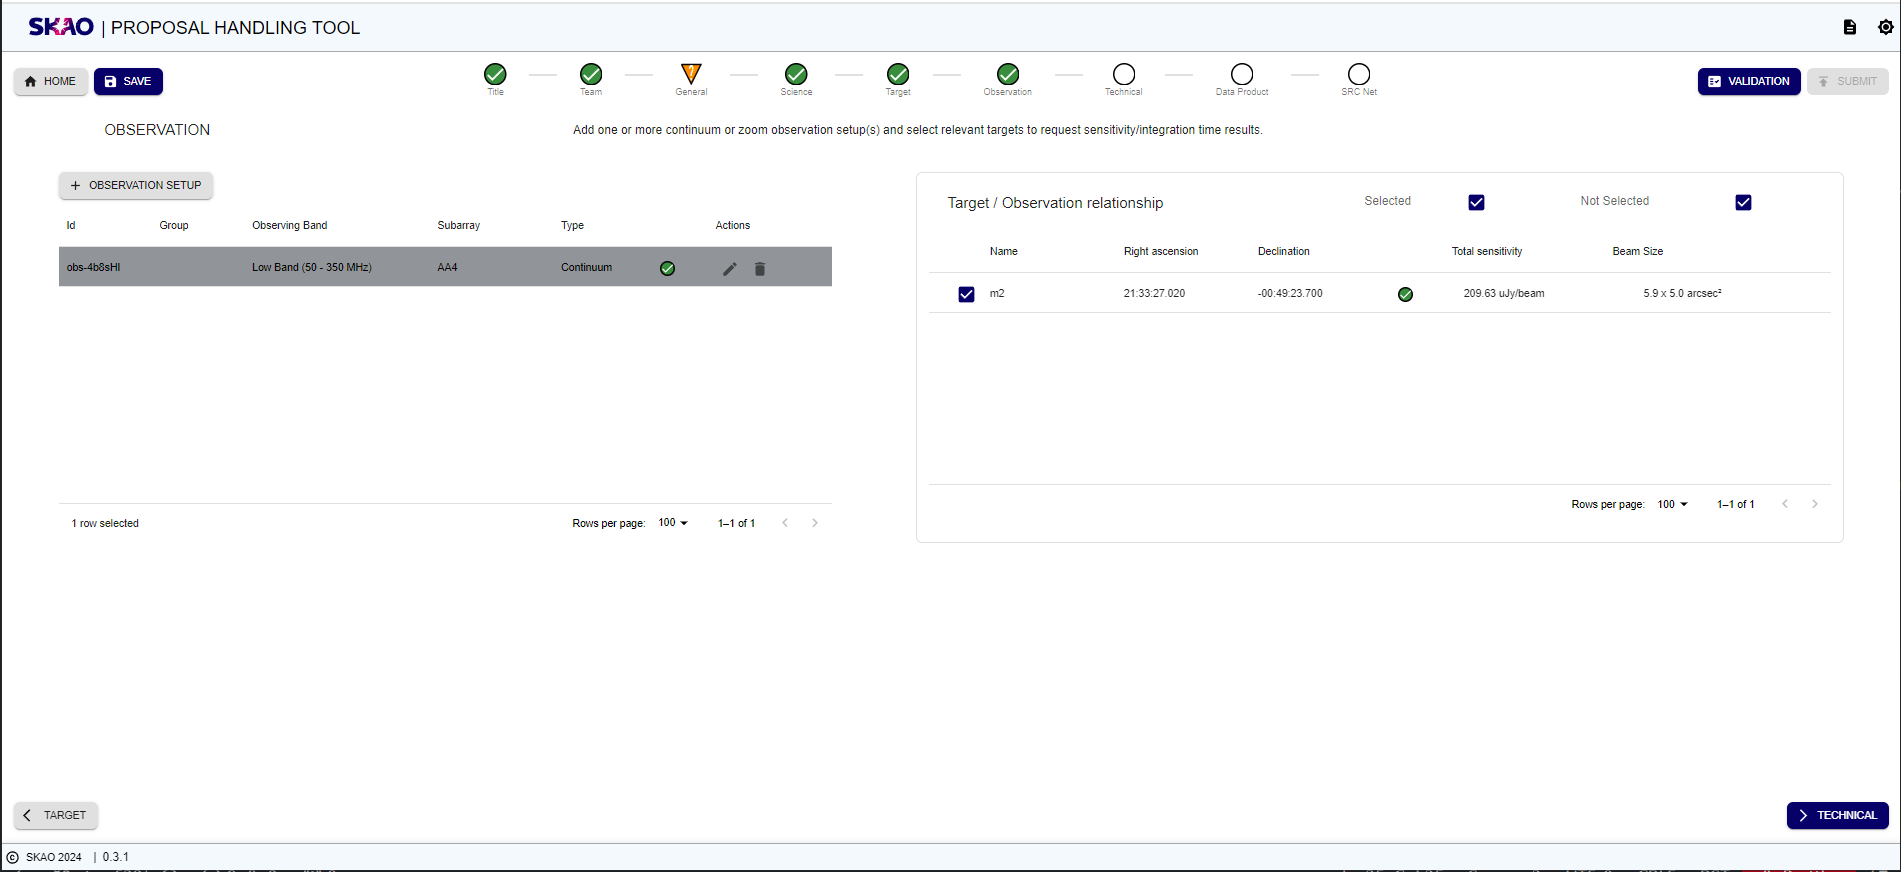 SKAO | PROPOSAL HANDLING TOOL
HOME SAVE Title Team General Science Target Observation Technical Data Product SRC Net VALIDATION SUBMIT
OBSERVATION Add one or more continuum or zoom observation setup(s) and select relevant targets to request sensitivity/integration time results.
+ OBSERVATION SETUP
Id Group Observing Band Subarray Type Actions
obs-4b8sHl Low Band (50 - 350 MHz) AA4 Continuum
1 row selected Rows per page: 100 1–1 of 1
Target / Observation relationship Selected Not Selected
Name Right ascension Declination Total sensitivity Beam Size
m2 21:33:27.020 -00:49:23.700 209.63 uJy/beam 5.9 x 5.0 arcsec²
Rows per page: 100 1–1 of 1
TARGET TECHNICAL
© SKAO 2024 | 0.3.1